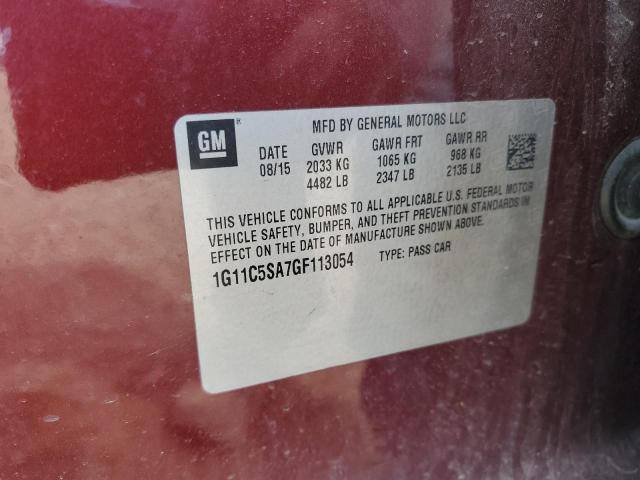 GM
®
MFD BY GENERAL MOTORS LLC
DATE GVWR GAWR FRT GAWR RR
08/15 2033 KG 1065 KG 968 KG
4482 LB 2347 LB 2135 LB
THIS VEHICLE CONFORMS TO ALL APPLICABLE U.S. FEDERAL MOTOR
VEHICLE SAFETY, BUMPER, AND THEFT PREVENTION STANDARDS IN
EFFECT ON THE DATE OF MANUFACTURE SHOWN ABOVE.
1G11C5SA7GF113054 TYPE: PASS CAR